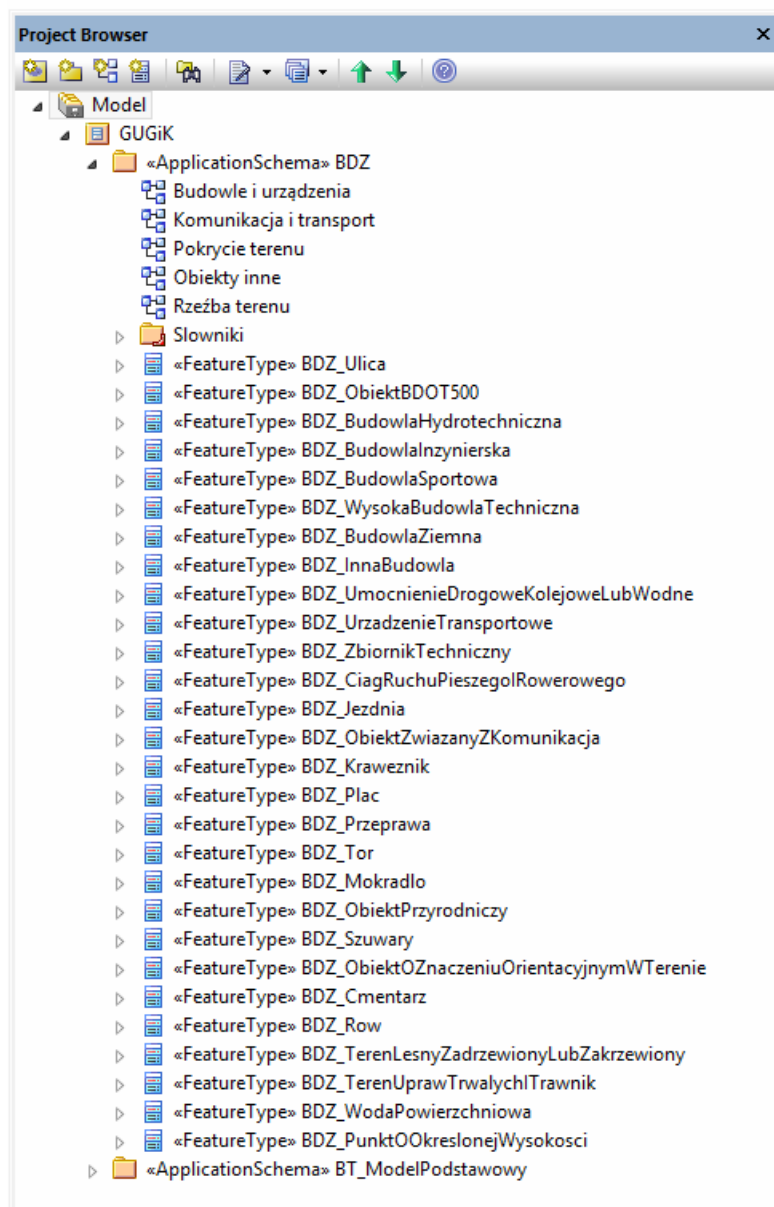 Project Browser
Model
GUGiK
«ApplicationSchema» BDZ
Budowle i urządzenia
Komunikacja i transport
Pokrycie terenu
Obiekty inne
Rzeźba terenu
Slowniki
«FeatureType» BDZ_Ulica
«FeatureType» BDZ_ObiektBDOT500
«FeatureType» BDZ_BudowlaHydrotechniczna
«FeatureType» BDZ_BudowlaInzynierska
«FeatureType» BDZ_BudowlaSportowa
«FeatureType» BDZ_WysokaBudowlaTechniczna
«FeatureType» BDZ_BudowlaZiemna
«FeatureType» BDZ_InnaBudowla
«FeatureType» BDZ_UmocnienieDrogoweKolejoweLubWodne
«FeatureType» BDZ_UrzadzenieTransportowe
«FeatureType» BDZ_ZbiornikTechniczny
«FeatureType» BDZ_CiagRuchuPieszegoIRowerowego
«FeatureType» BDZ_Jezdnia
«FeatureType» BDZ_ObiektZwiazanyZKomunikacja
«FeatureType» BDZ_Kraweznik
«FeatureType» BDZ_Plac
«FeatureType» BDZ_Przeprawa
«FeatureType» BDZ_Tor
«FeatureType» BDZ_Mokradlo
«FeatureType» BDZ_ObiektPrzyrodniczy
«FeatureType» BDZ_Szuwary
«FeatureType» BDZ_ObiektOZnaczeniuOrientacyjnymWTerenie
«FeatureType» BDZ_Cmentarz
«FeatureType» BDZ_Row
«FeatureType» BDZ_TerenLesnyZadrzewionyLubZakrzewiony
«FeatureType» BDZ_TerenUprawTrwalychITrawnik
«FeatureType» BDZ_WodaPowierzchniowa
«FeatureType» BDZ_PunktOOkreslonejWysokosci
«ApplicationSchema» BT_ModelPodstawowy